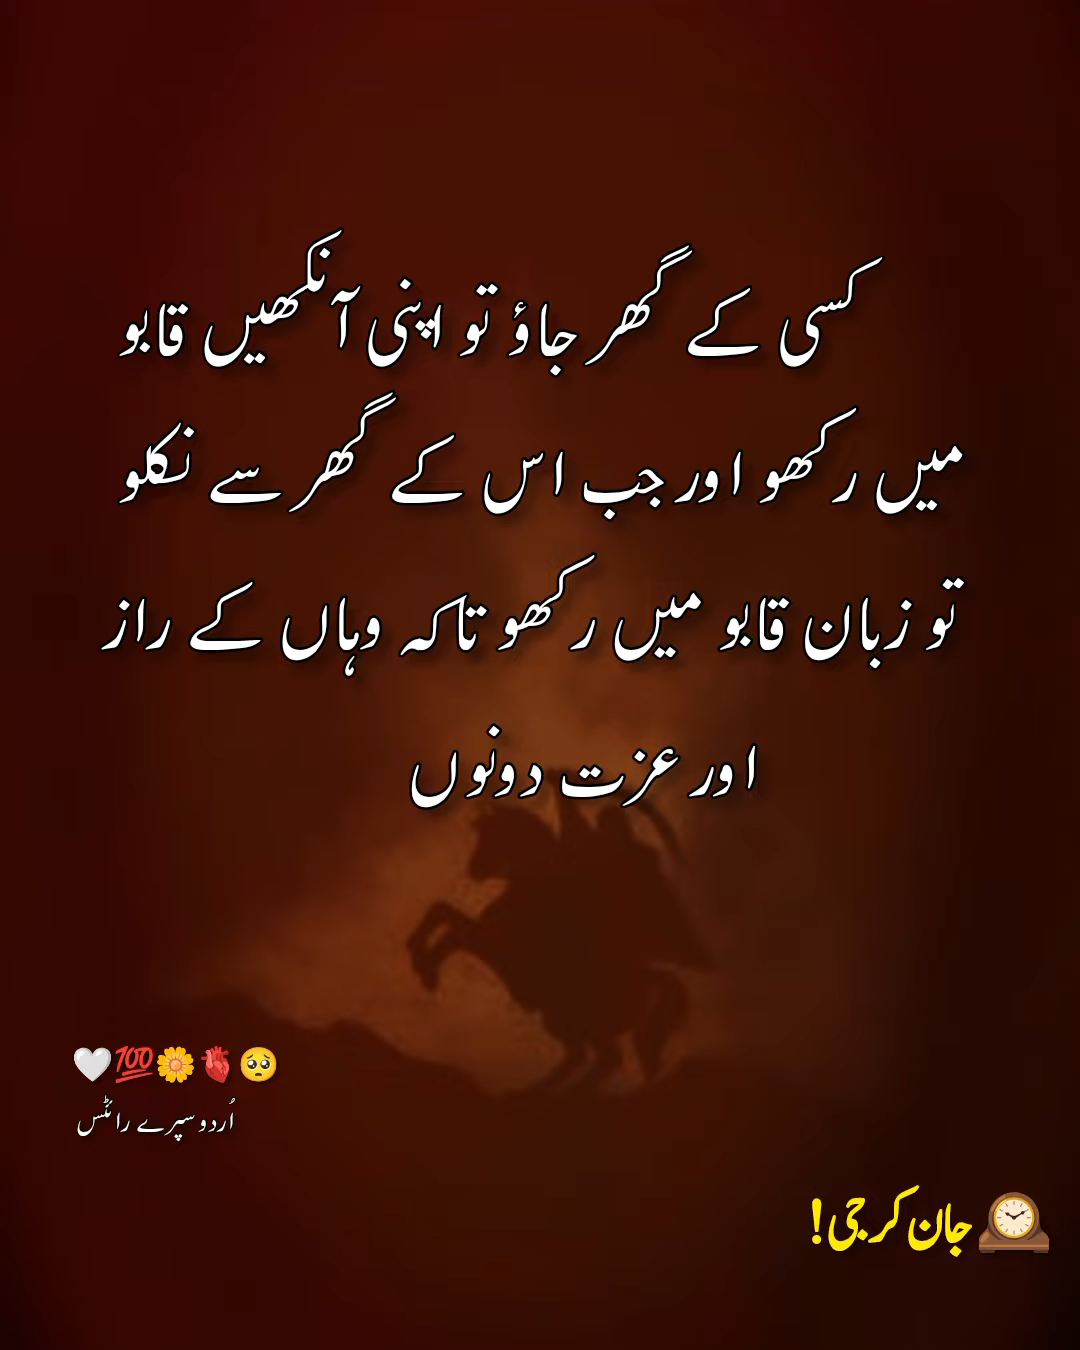 کسی کے گھر جاؤ تو اپنی آنکھیں قابو
میں رکھو اور جب اس کے گھر سے نکلو
تو زبان قابو میں رکھو تاکہ وہاں کے راز
اور عزت دونوں
🤍💯🌼🫀🥺
اُردو سپرے رائٹس
🕰️ جان کر جی!